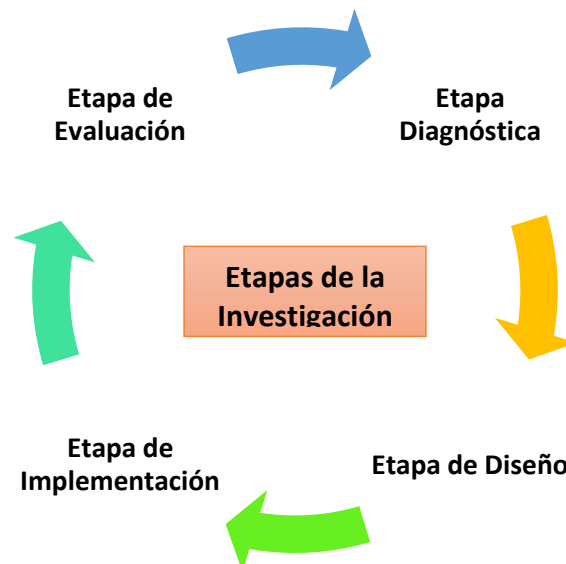 Etapa de
Evaluación
Etapa
Diagnóstica
Etapas de la
Investigación
Etapa de
Implementación
Etapa de Diseño